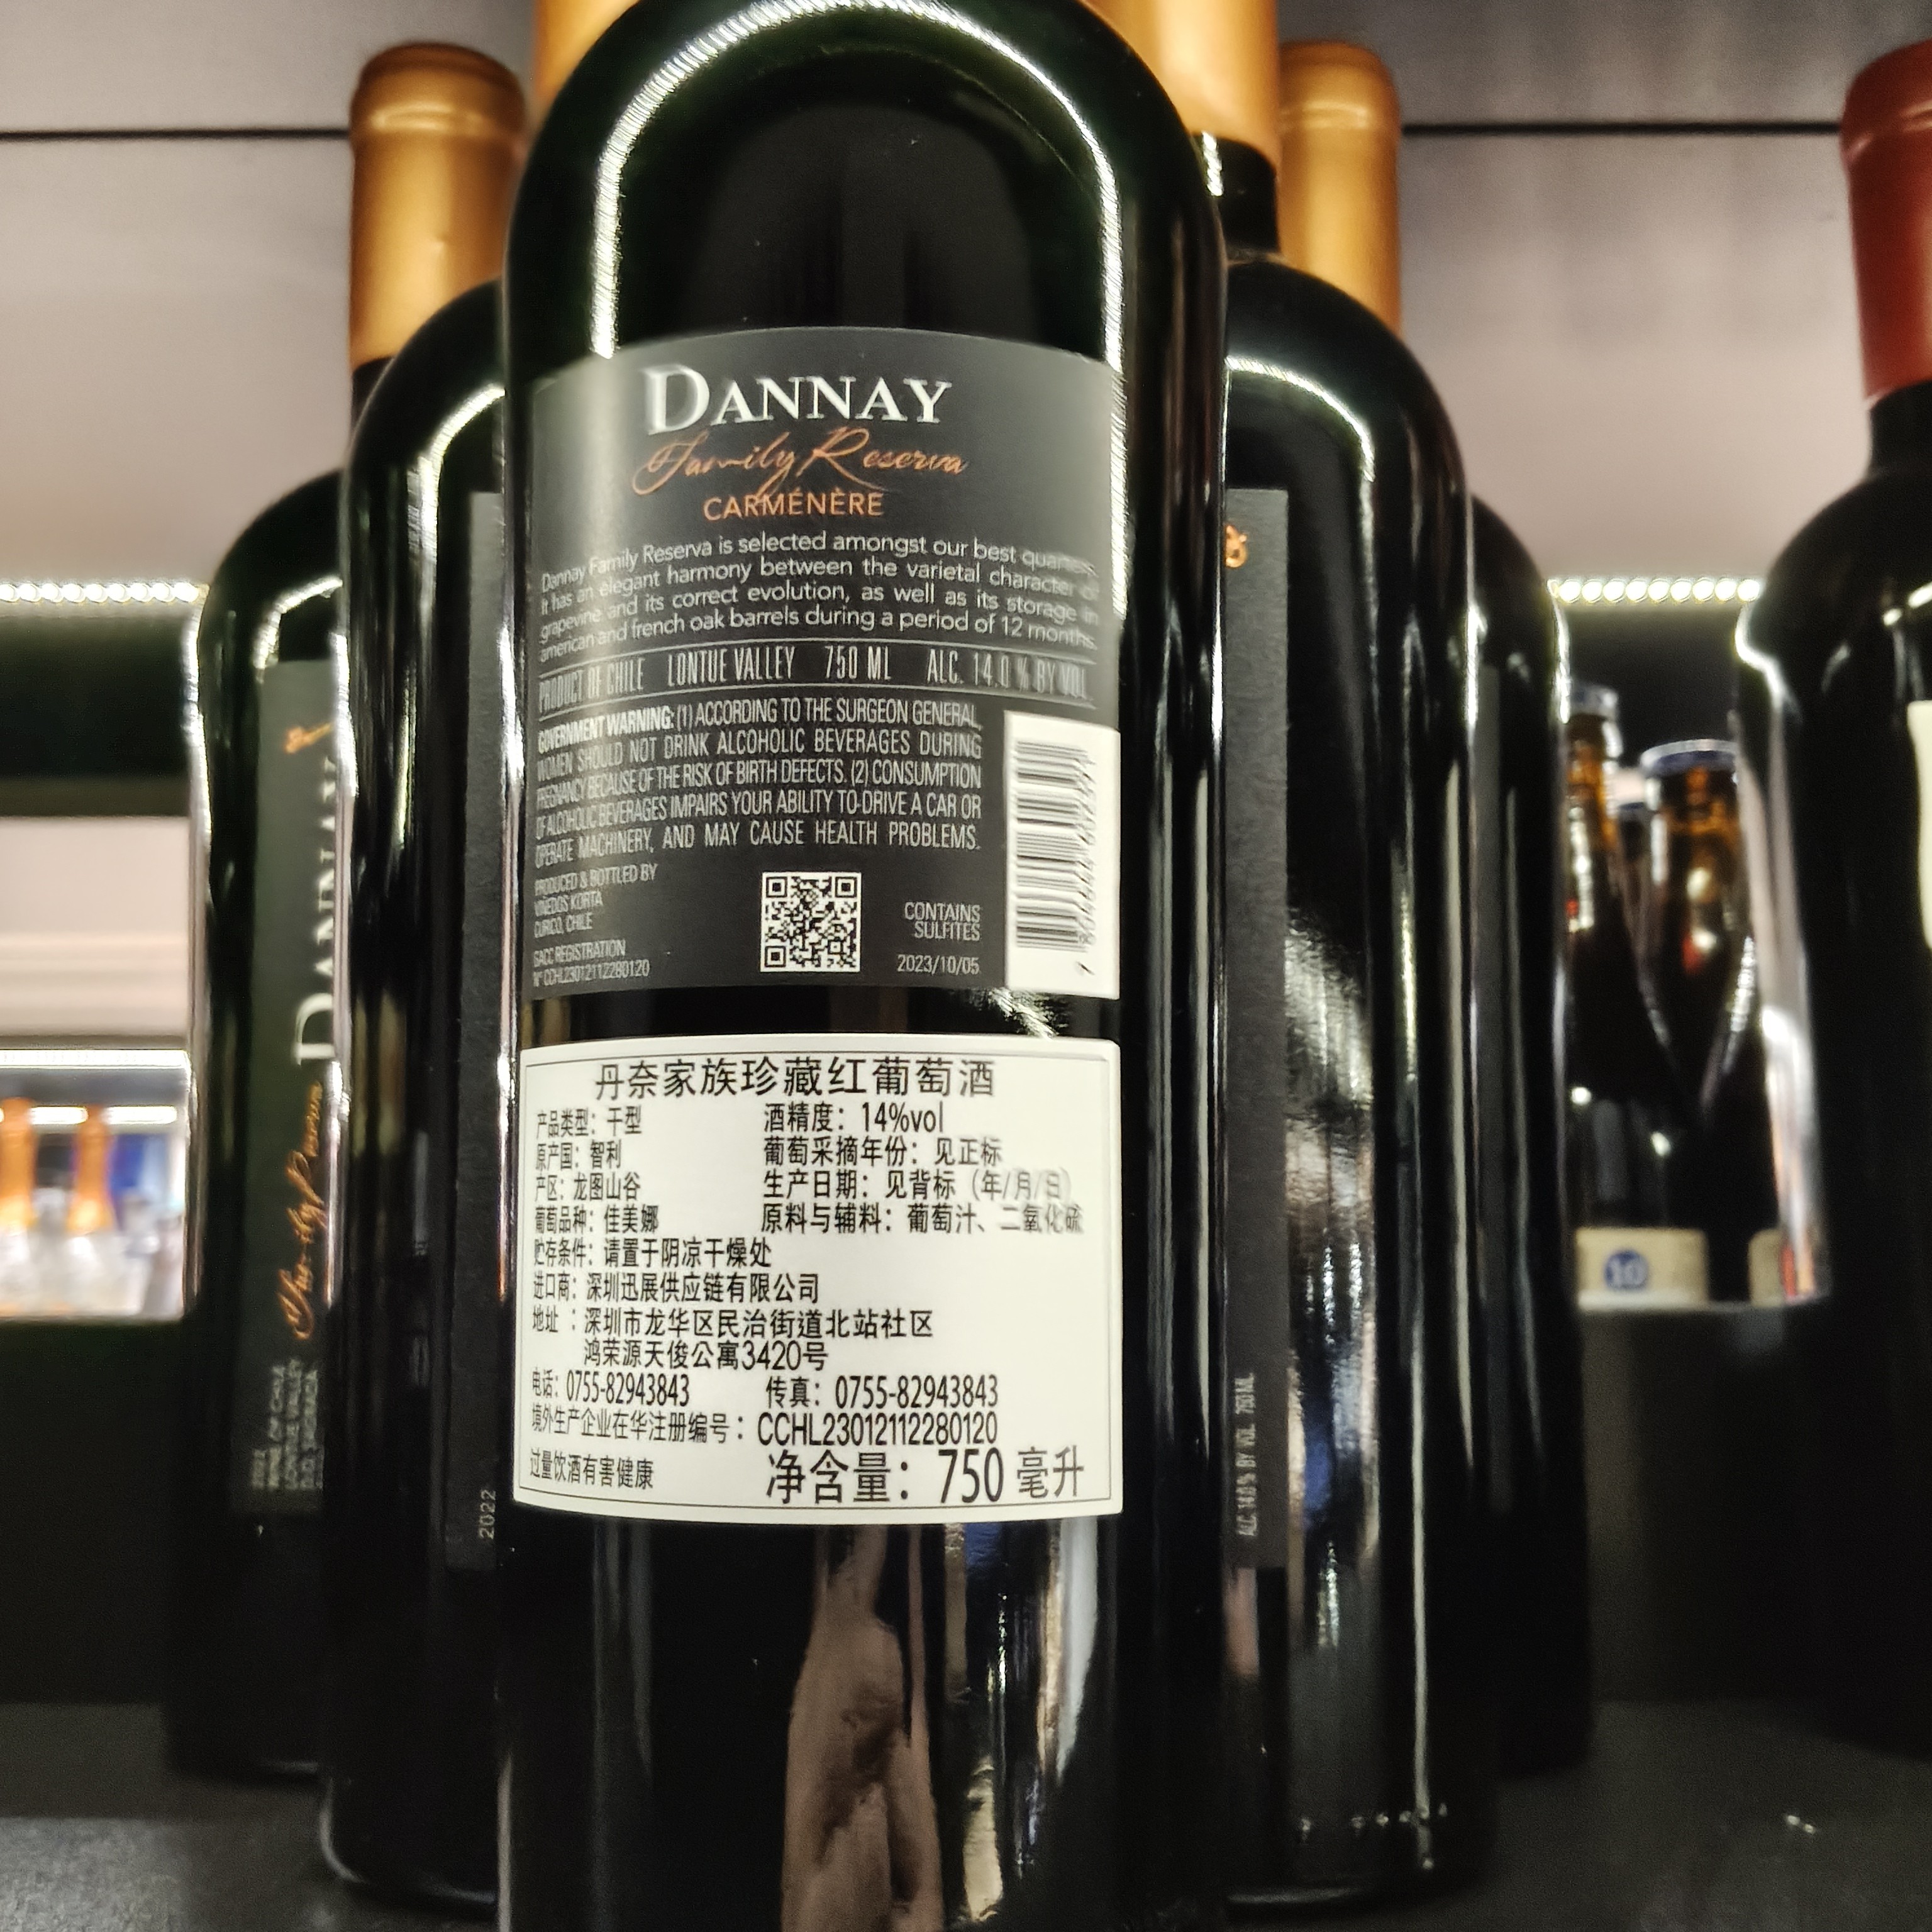 DANNAY
Family Reserva
CARMÉNÈRE
Dannay Family Reserva is selected amongst our best quarters.
It has an elegant harmony between the varietal character of
grapevine and its correct evolution, as well as its storage in
american and french oak barrels during a period of 12 months.
PRODUCT OF CHILE LONTUE VALLEY 750 ML ALC. 14.0 % BY VOL.
GOVERNMENT WARNING: (1) ACCORDING TO THE SURGEON GENERAL,
WOMEN SHOULD NOT DRINK ALCOHOLIC BEVERAGES DURING
PREGNANCY BECAUSE OF THE RISK OF BIRTH DEFECTS. (2) CONSUMPTION
OF ALCOHOLIC BEVERAGES IMPAIRS YOUR ABILITY TO DRIVE A CAR OR
OPERATE MACHINERY, AND MAY CAUSE HEALTH PROBLEMS.
PRODUCED & BOTTLED BY
VIÑEDOS KORTA
CURICO, CHILE
GACC REGISTRATION
N° CCHL23012112280120
CONTAINS
SULFITES
2023/10/05
丹奈家族珍藏红葡萄酒
产品类型：干型 酒精度：14%vol
原产国：智利 葡萄采摘年份：见正标
产区：龙图山谷 生产日期：见背标（年/月/日）
葡萄品种：佳美娜 原料与辅料：葡萄汁、二氧化硫
贮存条件：请置于阴凉干燥处
进口商：深圳迅展供应链有限公司
地址：深圳市龙华区民治街道北站社区
鸿荣源天俊公寓3420号
电话：0755-82943843 传真：0755-82943843
境外生产企业在华注册编号：CCHL23012112280120
过量饮酒有害健康 净含量：750 毫升
DANNAY
Family Reserva
2022
ALC 14.0 % BY VOL. 750 ML
10